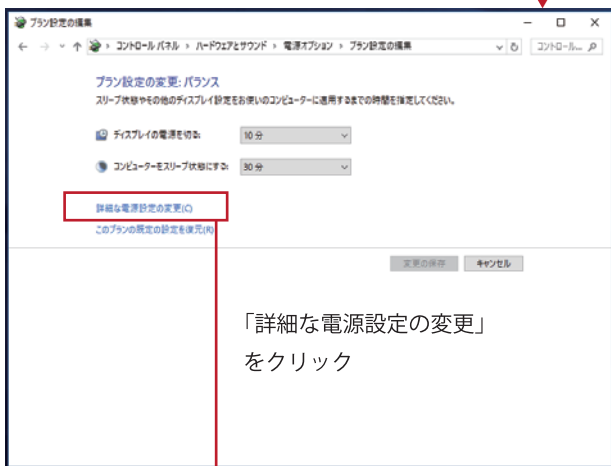 プラン設定の編集
コントロール パネル › ハードウェアとサウンド › 電源オプション › プラン設定の編集
コントロール...
プラン設定の変更: バランス
スリープ状態やその他のディスプレイ設定をお使いのコンピューターに適用するまでの時間を指定してください。
ディスプレイの電源を切る: 10 分
コンピューターをスリープ状態にする: 30 分
詳細な電源設定の変更(C)
このプランの既定の設定を復元(R)
変更の保存 キャンセル
「詳細な電源設定の変更」
をクリック